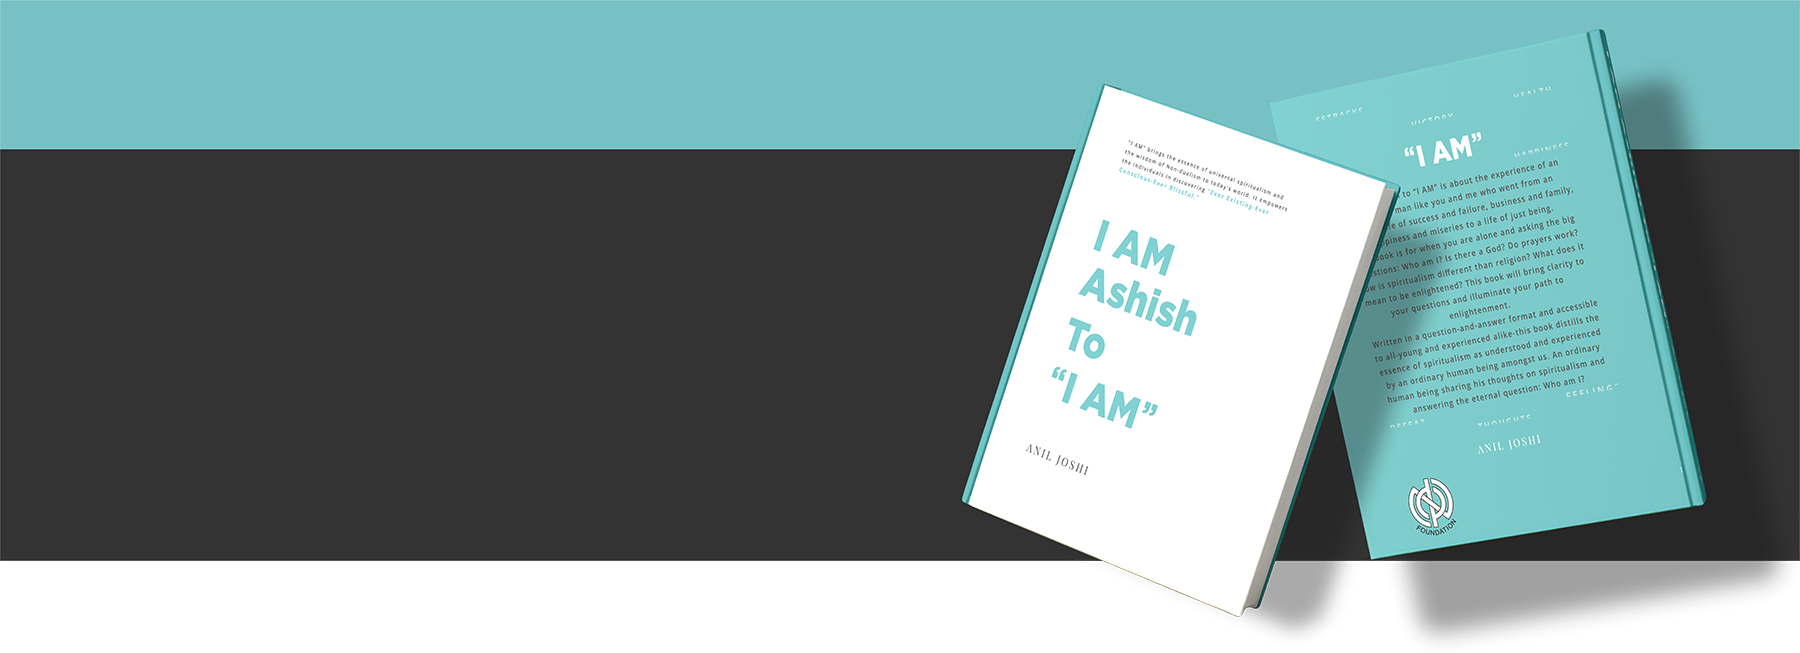 "I AM" brings the essence of universal spiritualism and
the wisdom of Non-dualism to today's world. It empowers
the individuals in discovering "Ever Existing-Ever
Conscious-Ever Blissful."
I AM
Ashish
To
"I AM"
ANIL JOSHI
HEALTH
SETBACKS
VICTORY
HAPPINESS
"I AM"
to "I AM" is about the experience of an
man like you and me who went from an
of success and failure, business and family,
and miseries to a life of just being.
book is for when you are alone and asking the big
Who am I? Is there a God? Do prayers work?
is spiritualism different than religion? What does it
mean to be enlightened? This book will bring clarity to
your questions and illuminate your path to
enlightenment.
Written in a question-and-answer format and accessible
to all-young and experienced alike-this book distills the
essence of spiritualism as understood and experienced
by an ordinary human being amongst us. An ordinary
human being sharing his thoughts on spiritualism and
answering the eternal question: Who am I?
FEELINGS
DEFEAT
THOUGHTS
ANIL JOSHI
FOUNDATION